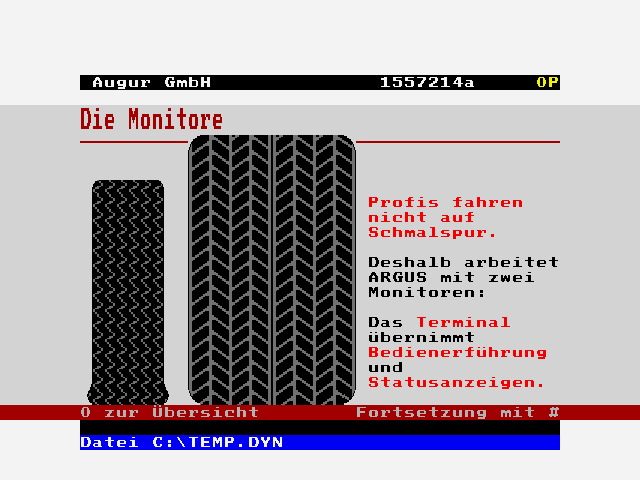 Augur GmbH 1557214a OP
Die Monitore
Profis fahren
nicht auf
Schmalspur.
Deshalb arbeitet
ARGUS mit zwei
Monitoren:
Das Terminal
übernimmt
Bedienerführung
und
Statusanzeigen.
0 zur Übersicht Fortsetzung mit #
Datei C:\TEMP.DYN